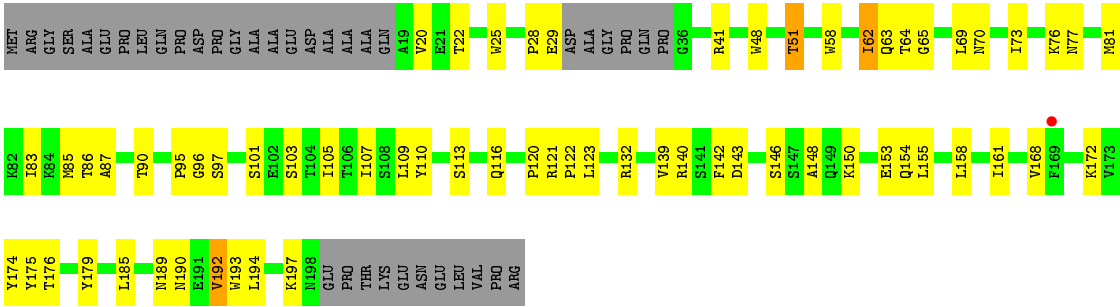 MET ARG GLY SER ALA GLU PRO LEU GLN PRO ASP PRO GLY ALA ALA GLU ASP ALA ALA ALA GLN A19 V20 E21 T22 W25 P28 E29 ASP ALA GLY PRO GLN PRO G36 R41 W48 T51 W58 I62 Q63 T64 G65 L69 N70 I73 K76 N77 M81
K82 I83 K84 M85 T86 A87 T90 P95 G96 S97 S101 E102 S103 T104 I105 T106 I107 S108 L109 Y110 S113 Q116 P120 R121 P122 L123 R132 V139 R140 S141 F142 D143 S146 S147 A148 Q149 K150 E153 Q154 L155 L158 I161 V168 F169 K172 V173
Y174 Y175 T176 Y179 L185 N189 N190 E191 V192 W193 L194 K197 N198 GLU PRO THR LYS GLU ASN GLU LEU VAL PRO ARG